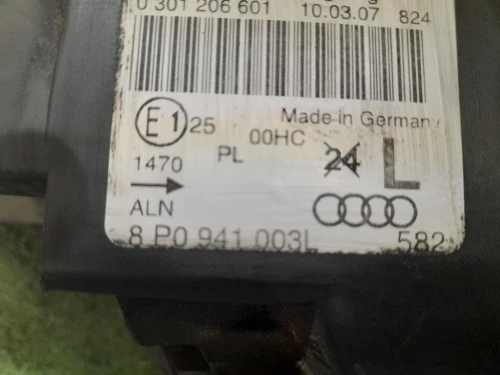 0 301 206 601 10.03.07 824
E1 25 Made in Germany
00HC
PL 24 L
1470
ALN
8 P0 941 003L 582